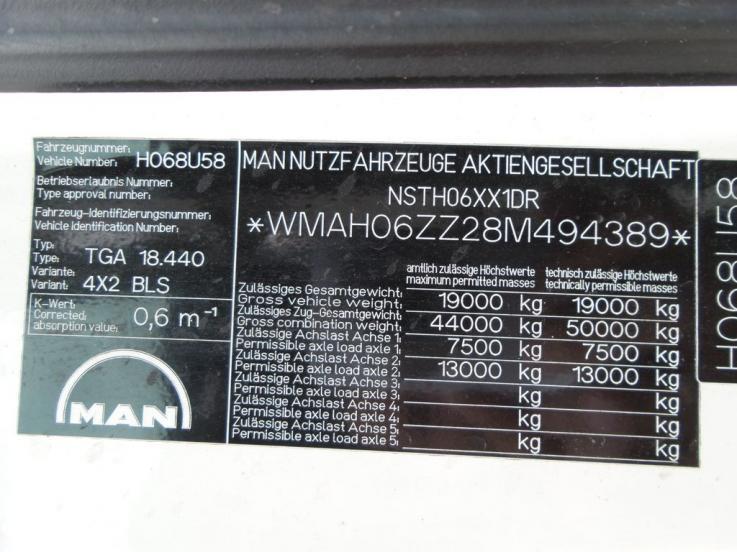 Fahrzeugnummer:
Vehicle Number: H068U58
Betriebserlaubnis Nummer:
Type approval number:
Fahrzeug-Identifizierungsnummer:
Vehicle Identification Number:
Typ:
Type: TGA 18.440
Variante:
Variant: 4X2 BLS
K-Wert:
Corrected
absorption value: 0,6 m⁻¹
MAN
MAN NUTZFAHRZEUGE AKTIENGESELLSCHAFT
NSTH06XX1DR
*WMAH06ZZ28M494389*
amtlich zulässige Höchstwerte technisch zulässige Höchstwerte
maximum permitted masses technically permissible masses
Zulässiges Gesamtgewicht:
Gross vehicle weight: 19000 kg 19000 kg
Zulässiges Zug-Gesamtgewicht:
Gross combination weight: 44000 kg 50000 kg
Zulässige Achslast Achse 1:
Permissible axle load axle 1: 7500 kg 7500 kg
Zulässige Achslast Achse 2:
Permissible axle load axle 2: 13000 kg 13000 kg
Zulässige Achslast Achse 3:
Permissible axle load axle 3: kg kg
Zulässige Achslast Achse 4:
Permissible axle load axle 4: kg kg
Zulässige Achslast Achse 5:
Permissible axle load axle 5: kg kg
H068U58